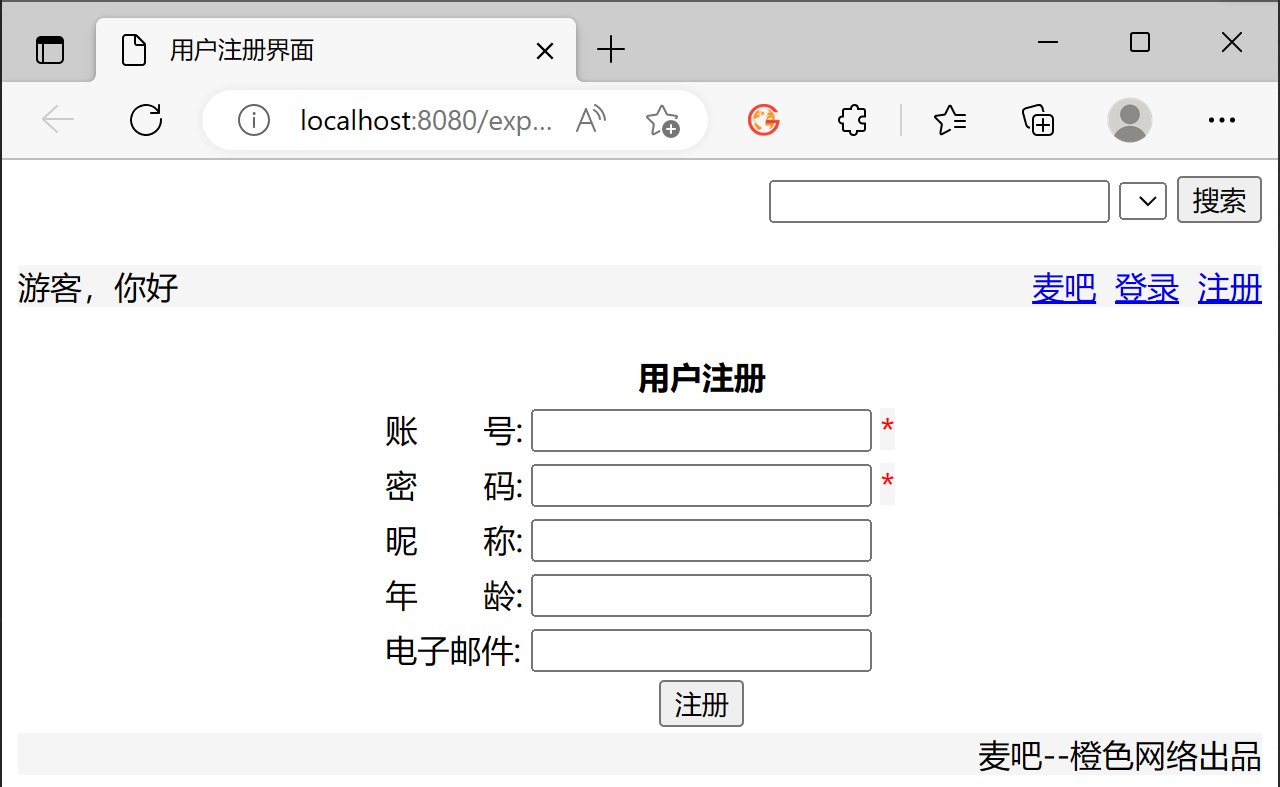 用户注册界面
localhost:8080/exp...
搜索
游客，你好 麦吧 登录 注册
用户注册
账 号: *
密 码: *
昵 称:
年 龄:
电子邮件:
注册
麦吧--橙色网络出品